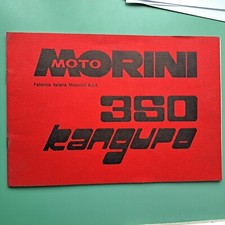 MOTO
MORINI
Fabbrica Italiana Motocicli S.p.A.
350
kanguro